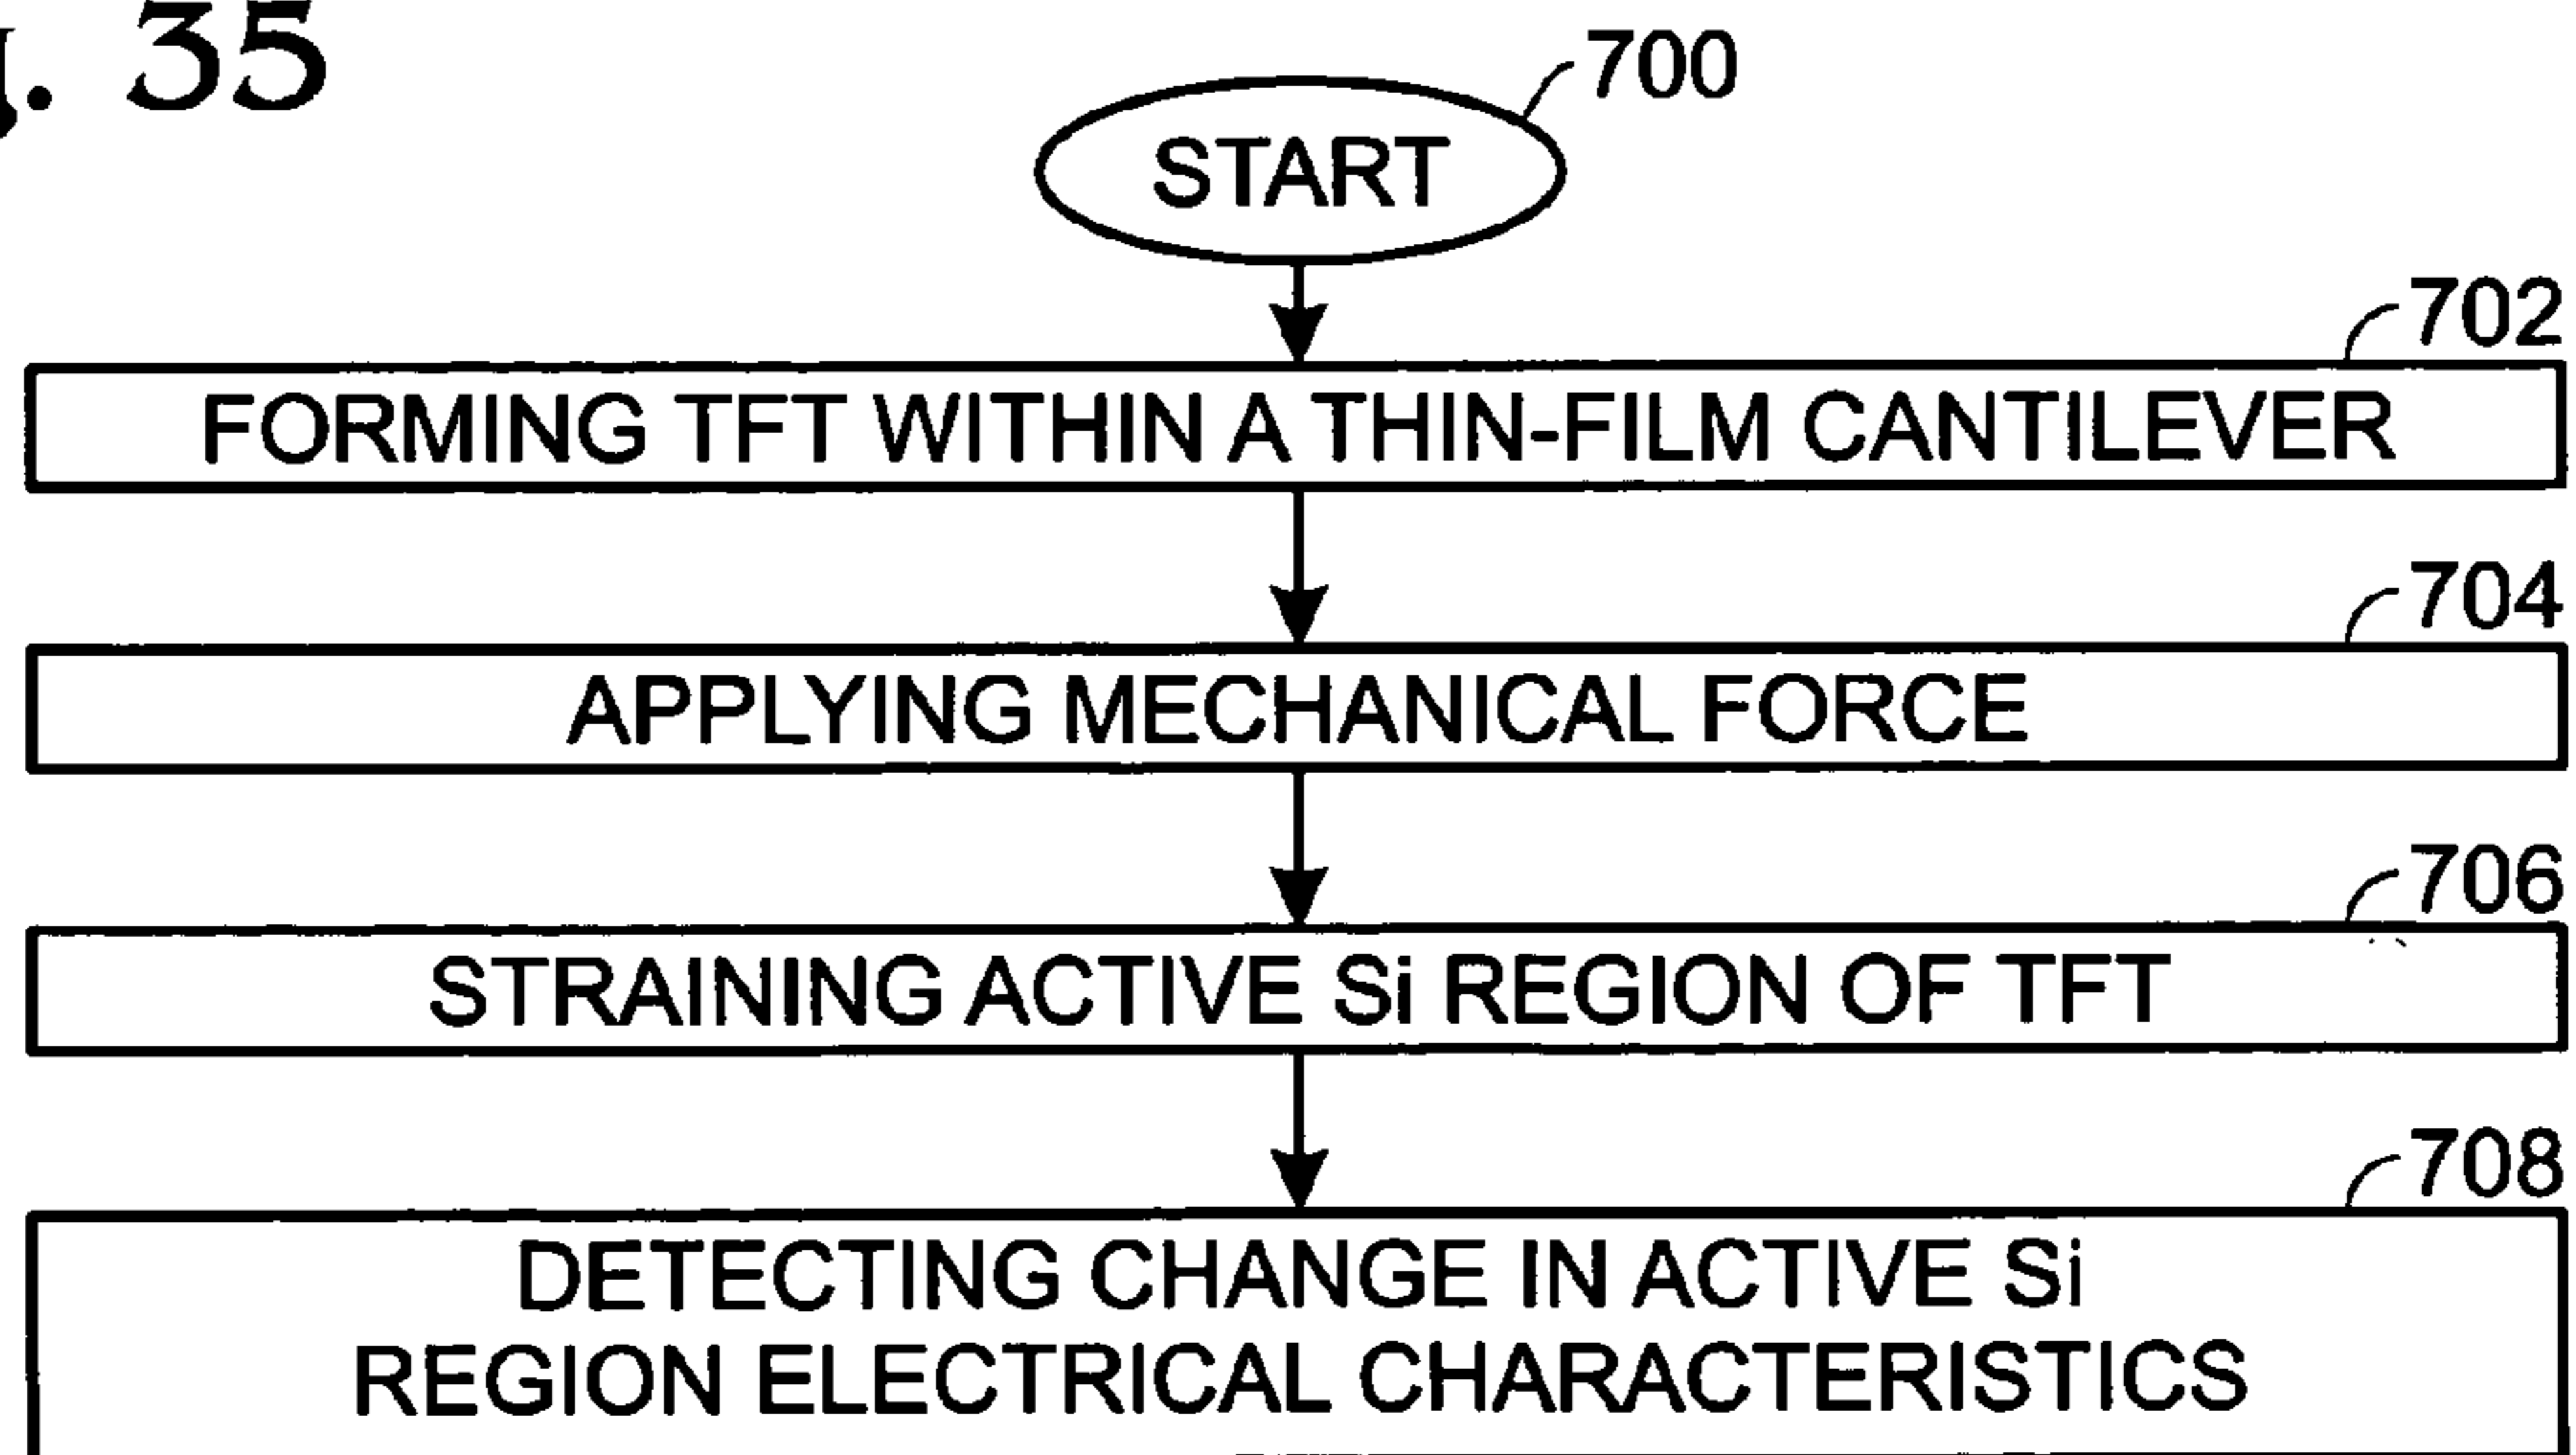 . 35
700
START
702
FORMING TFT WITHIN A THIN-FILM CANTILEVER
704
APPLYING MECHANICAL FORCE
706
STRAINING ACTIVE Si REGION OF TFT
708
DETECTING CHANGE IN ACTIVE Si
REGION ELECTRICAL CHARACTERISTICS